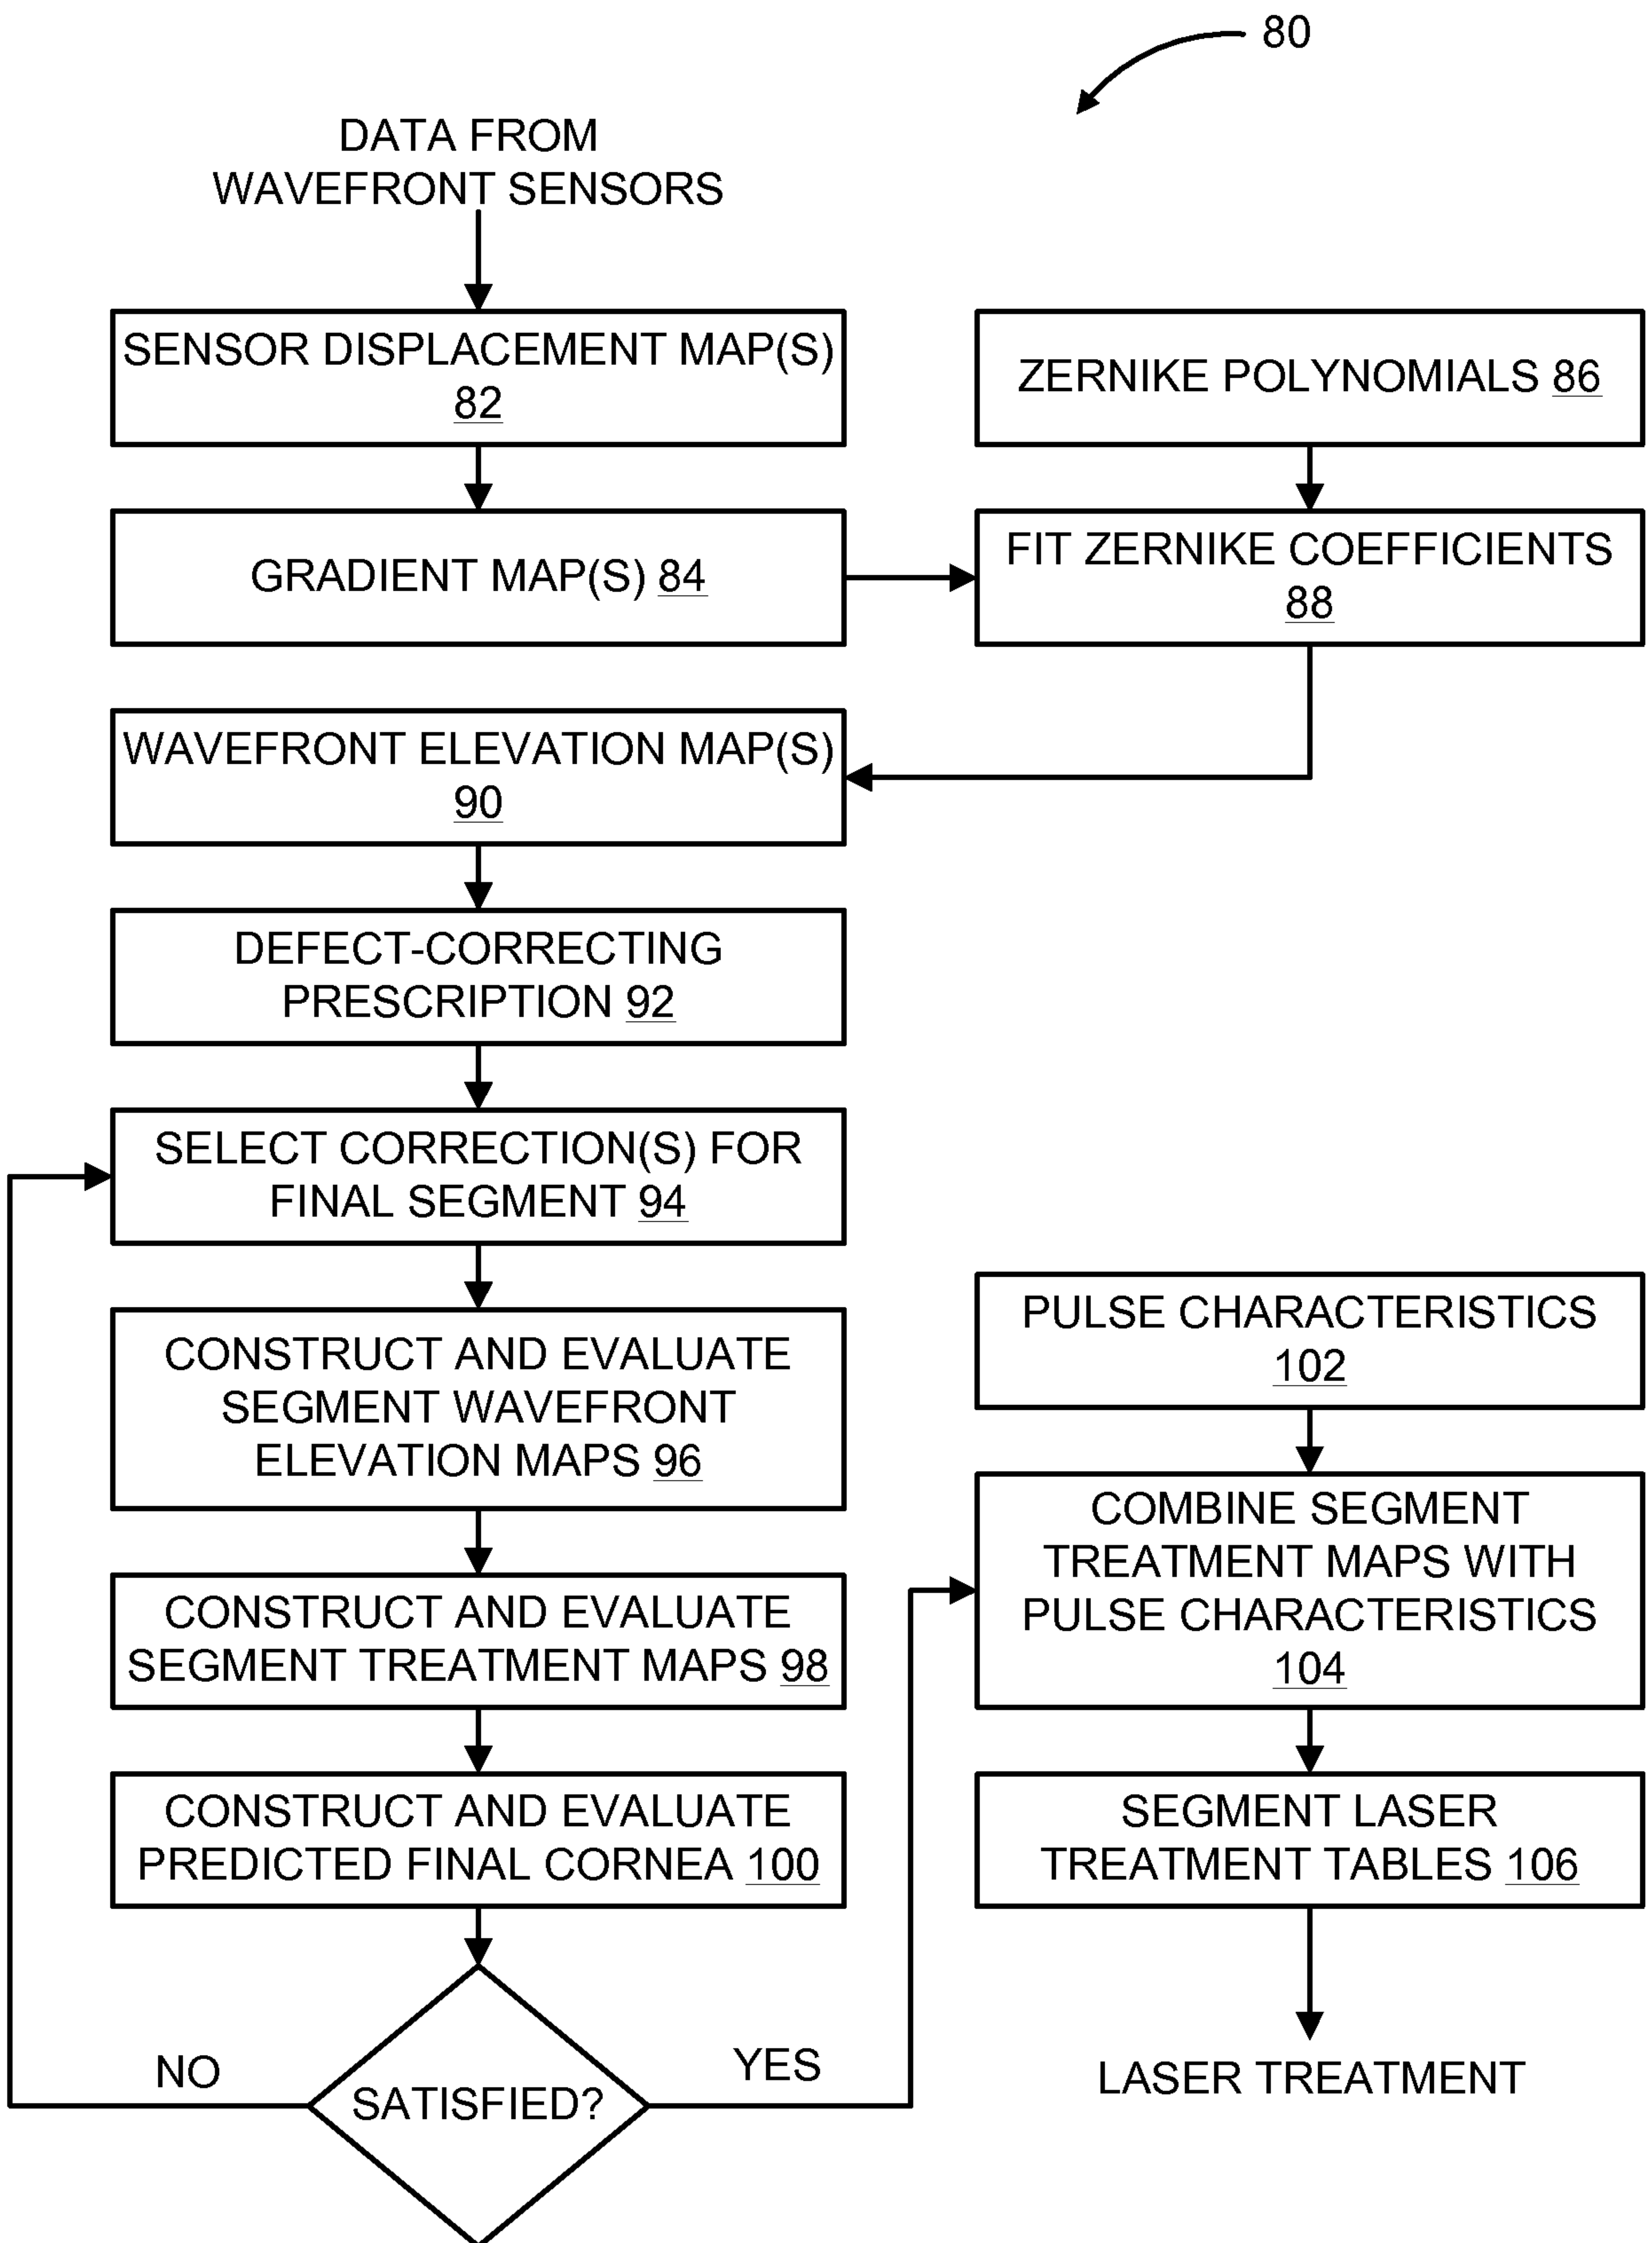 80
DATA FROM
WAVEFRONT SENSORS
SENSOR DISPLACEMENT MAP(S)
82
ZERNIKE POLYNOMIALS 86
GRADIENT MAP(S) 84
FIT ZERNIKE COEFFICIENTS
88
WAVEFRONT ELEVATION MAP(S)
90
DEFECT-CORRECTING
PRESCRIPTION 92
SELECT CORRECTION(S) FOR
FINAL SEGMENT 94
CONSTRUCT AND EVALUATE
SEGMENT WAVEFRONT
ELEVATION MAPS 96
CONSTRUCT AND EVALUATE
SEGMENT TREATMENT MAPS 98
CONSTRUCT AND EVALUATE
PREDICTED FINAL CORNEA 100
SATISFIED?
NO
YES
PULSE CHARACTERISTICS
102
COMBINE SEGMENT
TREATMENT MAPS WITH
PULSE CHARACTERISTICS
104
SEGMENT LASER
TREATMENT TABLES 106
LASER TREATMENT